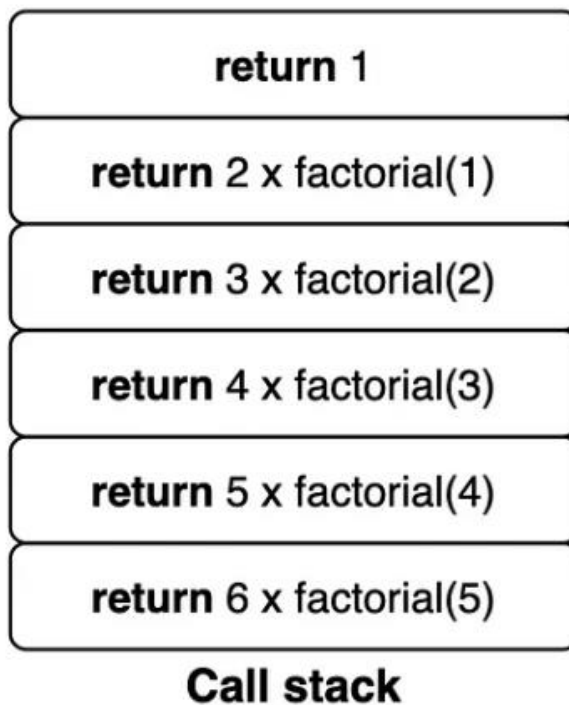 return 1
return 2 x factorial(1)
return 3 x factorial(2)
return 4 x factorial(3)
return 5 x factorial(4)
return 6 x factorial(5)
Call stack